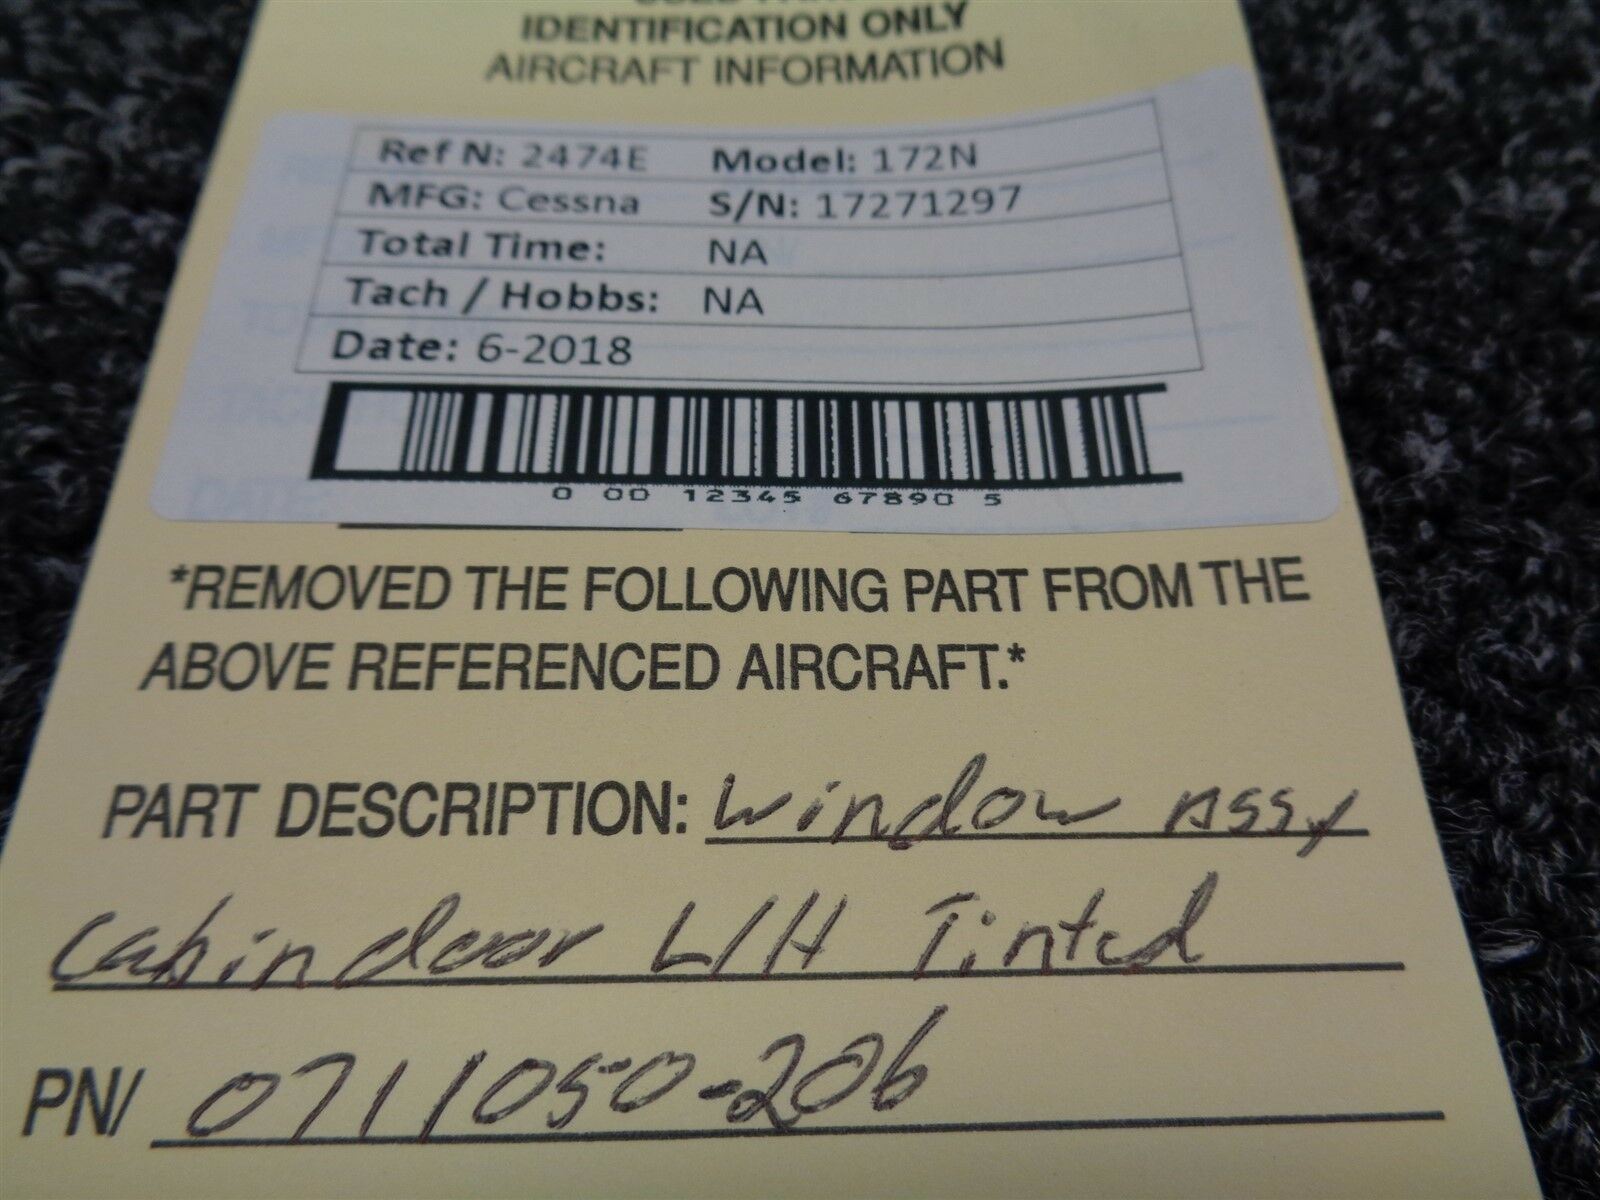 IDENTIFICATION ONLY
AIRCRAFT INFORMATION
Ref N: 2474E Model: 172N
MFG: Cessna S/N: 17271297
Total Time: NA
Tach / Hobbs: NA
Date: 6-2018
0 00 12345 67890 5
*REMOVED THE FOLLOWING PART FROM THE
ABOVE REFERENCED AIRCRAFT.*
PART DESCRIPTION: Window Assy
Cabin door L/H Tinted
PN/ 0711050-206